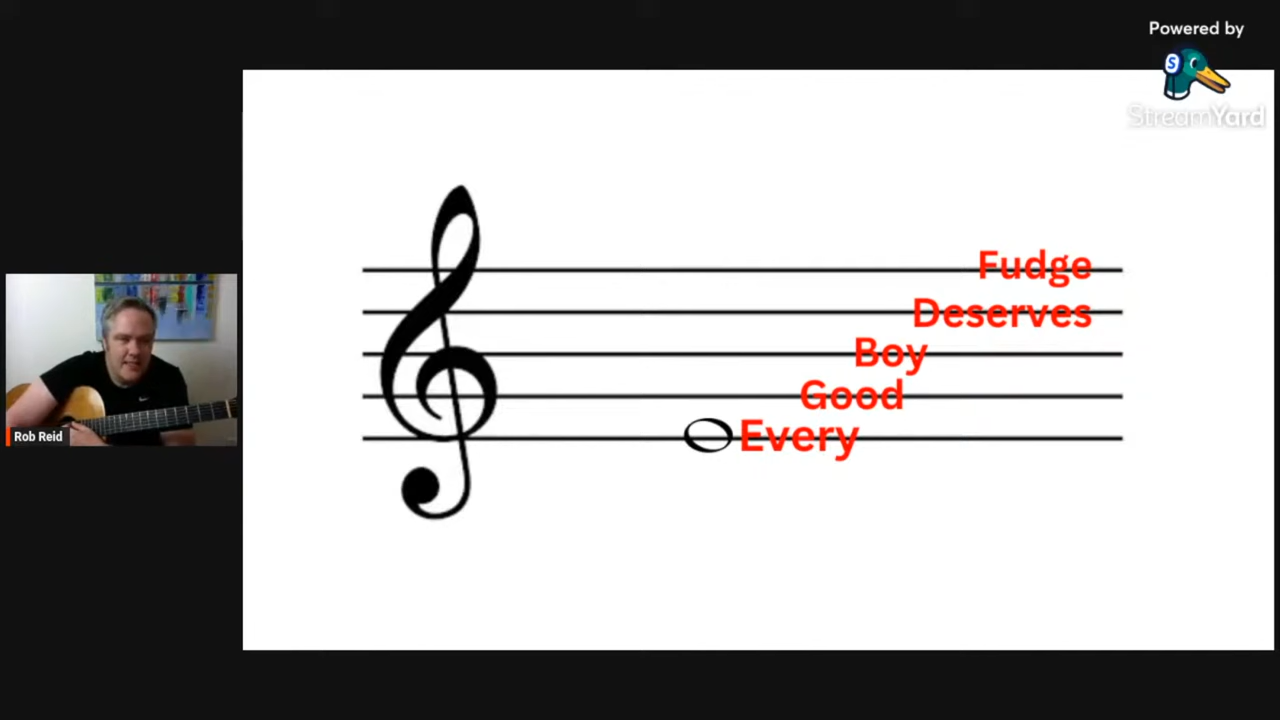 Powered by
StreamYard
Fudge
Deserves
Boy
Good
Every
Rob Reid